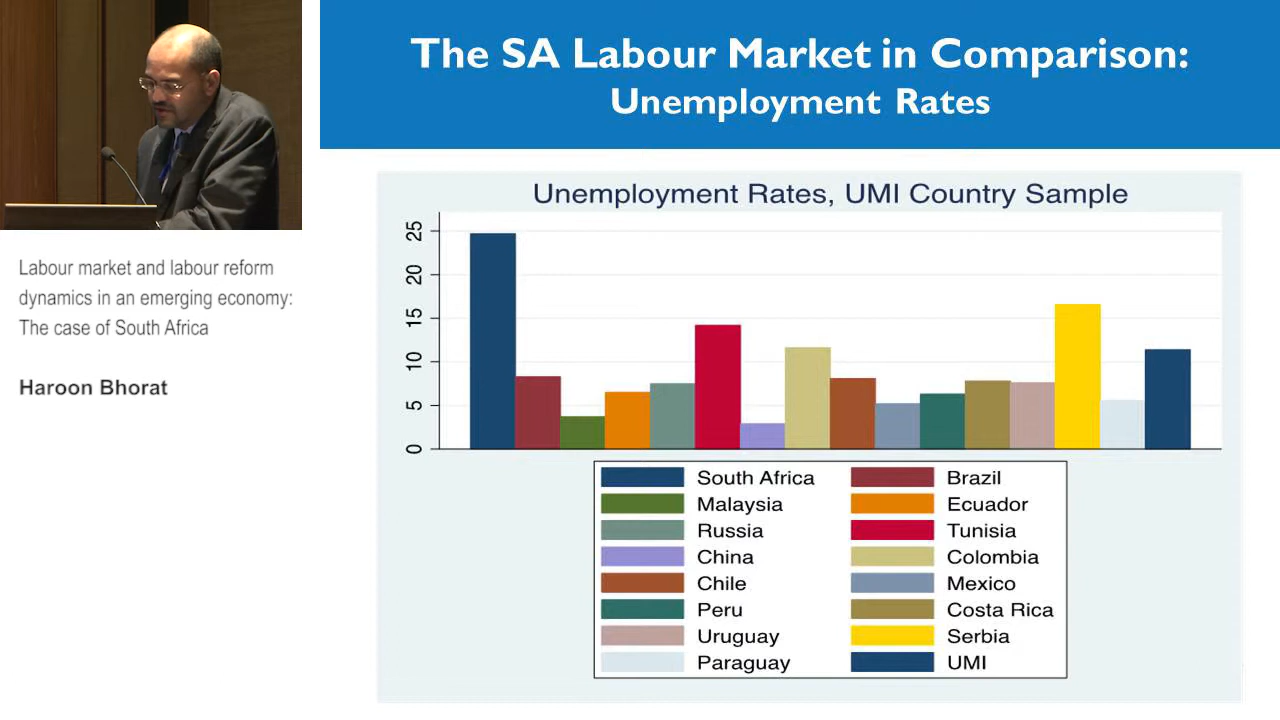 The SA Labour Market in Comparison:
Unemployment Rates
Labour market and labour reform
dynamics in an emerging economy:
The case of South Africa
Haroon Bhorat
Unemployment Rates, UMI Country Sample
25
20
15
10
5
0
South Africa
Brazil
Malaysia
Ecuador
Russia
Tunisia
China
Colombia
Chile
Mexico
Peru
Costa Rica
Uruguay
Serbia
Paraguay
UMI